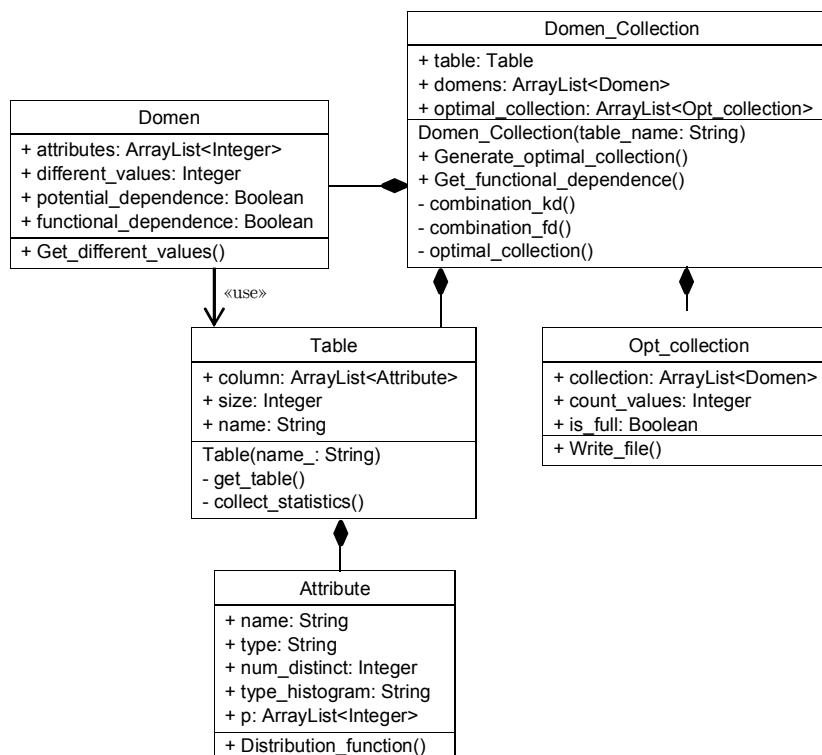 Domen_Collection
+ table: Table
+ domens: ArrayList<Domen>
+ optimal_collection: ArrayList<Opt_collection>
Domen_Collection(table_name: String)
+ Generate_optimal_collection()
+ Get_functional_dependence()
- combination_kd()
- combination_fd()
- optimal_collection()
Domen
+ attributes: ArrayList<Integer>
+ different_values: Integer
+ potential_dependence: Boolean
+ functional_dependence: Boolean
+ Get_different_values()
«use»
Table
+ column: ArrayList<Attribute>
+ size: Integer
+ name: String
Table(name_: String)
- get_table()
- collect_statistics()
Opt_collection
+ collection: ArrayList<Domen>
+ count_values: Integer
+ is_full: Boolean
+ Write_file()
Attribute
+ name: String
+ type: String
+ num_distinct: Integer
+ type_histogram: String
+ p: ArrayList<Integer>
+ Distribution_function()